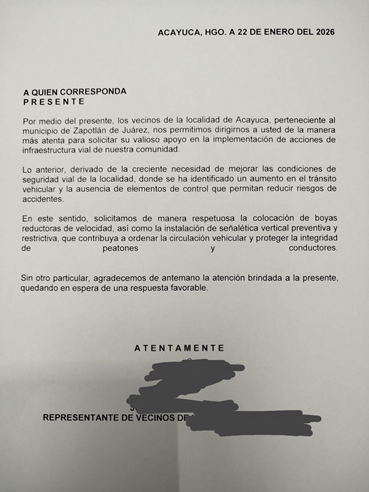 ACAYUCA, HGO. A 22 DE ENERO DEL 2026
A QUIEN CORRESPONDA
P R E S E N T E
Por medio del presente, los vecinos de la localidad de Acayuca, perteneciente al
municipio de Zapotlán de Juárez, nos permitimos dirigirnos a usted de la manera
más atenta para solicitar su valioso apoyo en la implementación de acciones de
infraestructura vial de nuestra comunidad.
Lo anterior, derivado de la creciente necesidad de mejorar las condiciones de
seguridad vial de la localidad, donde se ha identificado un aumento en el tránsito
vehicular y la ausencia de elementos de control que permitan reducir riesgos de
accidentes.
En este sentido, solicitamos de manera respetuosa la colocación de boyas
reductoras de velocidad, así como la instalación de señalética vertical preventiva y
restrictiva, que contribuya a ordenar la circulación vehicular y proteger la integridad
de peatones y conductores.
Sin otro particular, agradecemos de antemano la atención brindada a la presente,
quedando en espera de una respuesta favorable.
A T E N T A M E N T E
REPRESENTANTE DE VECINOS DE